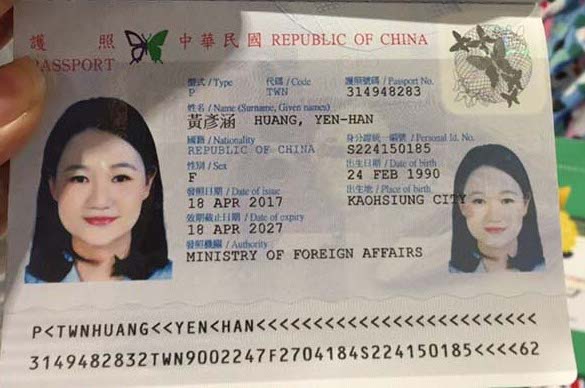 護 照 中華民國 REPUBLIC OF CHINA
PASSPORT
型式 / Type 代碼 / Code 護照號碼 / Passport No.
P TWN 314948283
姓名 / Name (Surname, Given names)
黃彥涵 HUANG, YEN-HAN
國籍 / Nationality 身分證統一編號 / Personal Id. No.
REPUBLIC OF CHINA S224150185
性別 / Sex 出生日期 / Date of birth
F 24 FEB 1990
發照日期 / Date of issue 出生地 / Place of birth
18 APR 2017 KAOHSIUNG CITY
效期截止日期 / Date of expiry
18 APR 2027
發照機關 / Authority
MINISTRY OF FOREIGN AFFAIRS
P<TWNHUANG<<YEN<HAN<<<<<<<<<<<<<<<<<<<<<<<<<
3149482832TWN9002247F2704184S224150185<<<<62